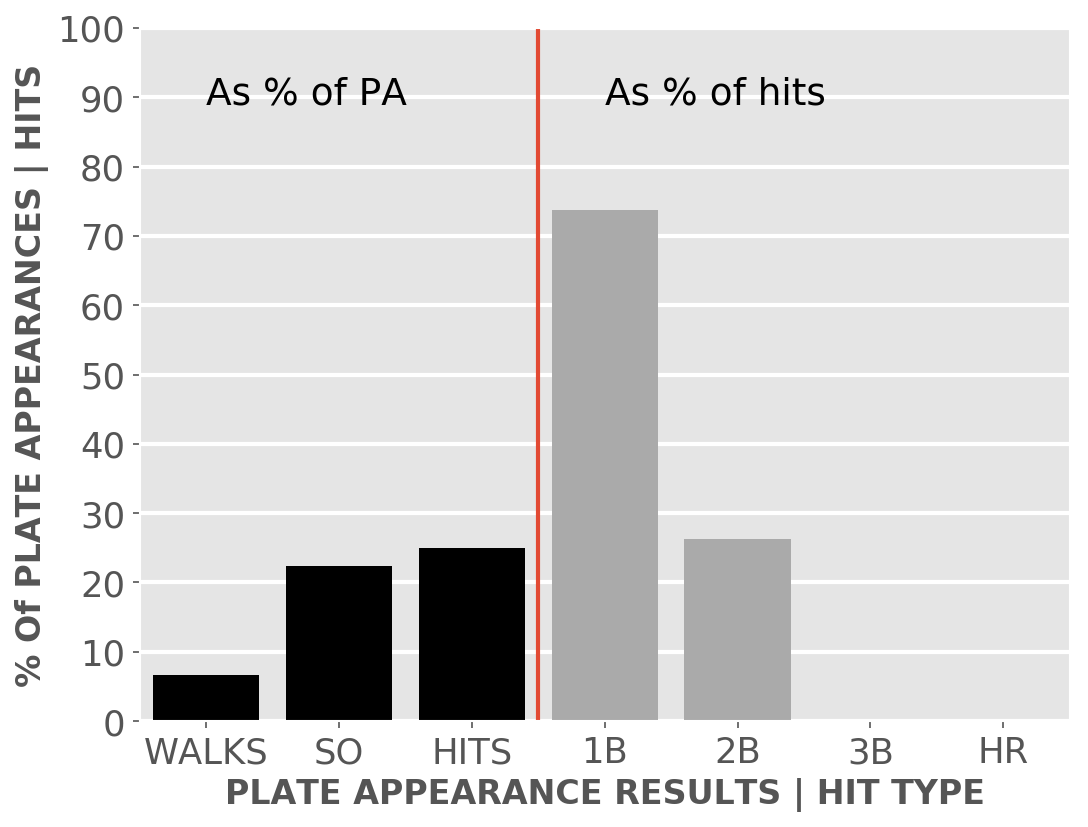 % Of PLATE APPEARANCES | HITS
100
90
80
70
60
50
40
30
20
10
0
As % of PA
As % of hits
WALKS SO HITS 1B 2B 3B HR
PLATE APPEARANCE RESULTS | HIT TYPE